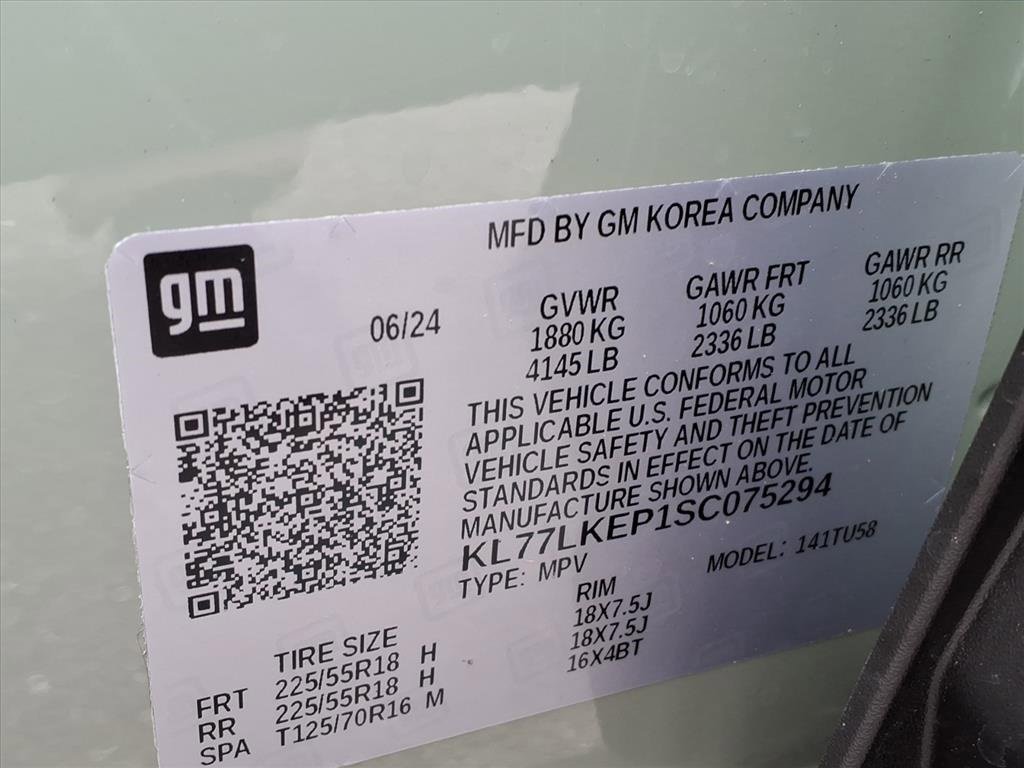 MFD BY GM KOREA COMPANY
gm
06/24
GVWR GAWR FRT GAWR RR
1880 KG 1060 KG 1060 KG
4145 LB 2336 LB 2336 LB
THIS VEHICLE CONFORMS TO ALL
APPLICABLE U.S. FEDERAL MOTOR
VEHICLE SAFETY AND THEFT PREVENTION
STANDARDS IN EFFECT ON THE DATE OF
MANUFACTURE SHOWN ABOVE.
KL77LKEP1SC075294
TYPE: MPV MODEL: 141TU58
TIRE SIZE RIM
FRT 225/55R18 H 18X7.5J
RR 225/55R18 H 18X7.5J
SPA T125/70R16 M 16X4BT